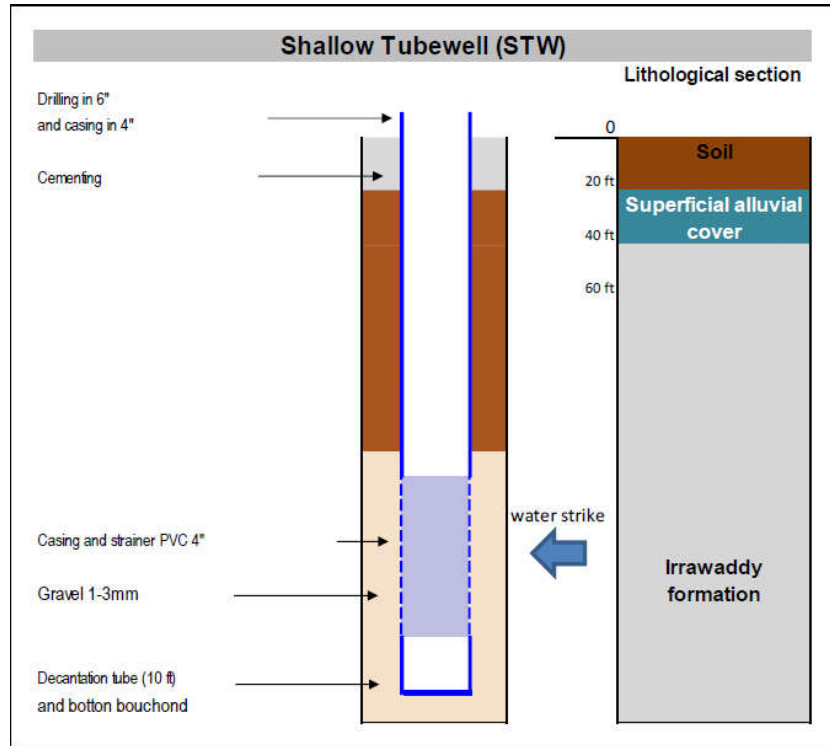 Shallow Tubewell (STW)
Lithological section
Drilling in 6"
and casing in 4"
Cementing
0
Soil
20 ft
Superficial alluvial
cover
40 ft
60 ft
water strike
Casing and strainer PVC 4"
Gravel 1-3mm
Irrawaddy
formation
Decantation tube (10 ft)
and botton bouchond